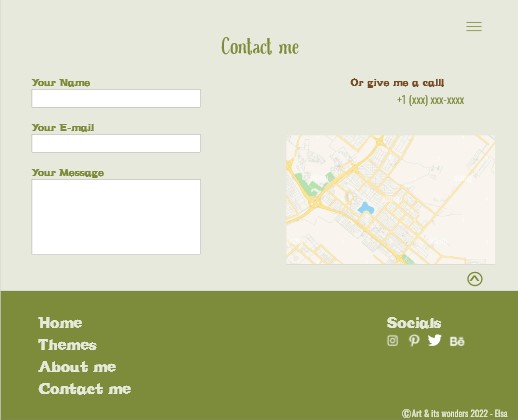 Contact me
Your Name
Your E-mail
Your Message
Or give me a call!
+1 (xxx) xxx-xxxx
Home
Themes
About me
Contact me
Socials
Bē
©Art & its wonders 2022 - Elsa